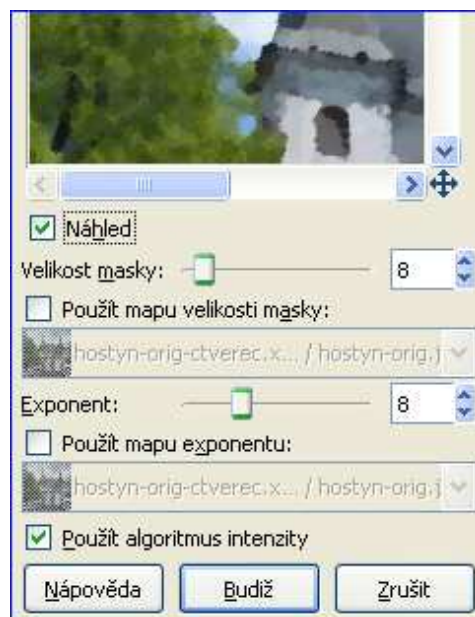 Náhled
Velikost masky: 8
Použít mapu velikosti masky:
hostyn-orig-ctverec.x... / hostyn-orig.j
Exponent: 8
Použít mapu exponentu:
hostyn-orig-ctverec.x... / hostyn-orig.j
Použít algoritmus intenzity
Nápověda Budiž Zrušit